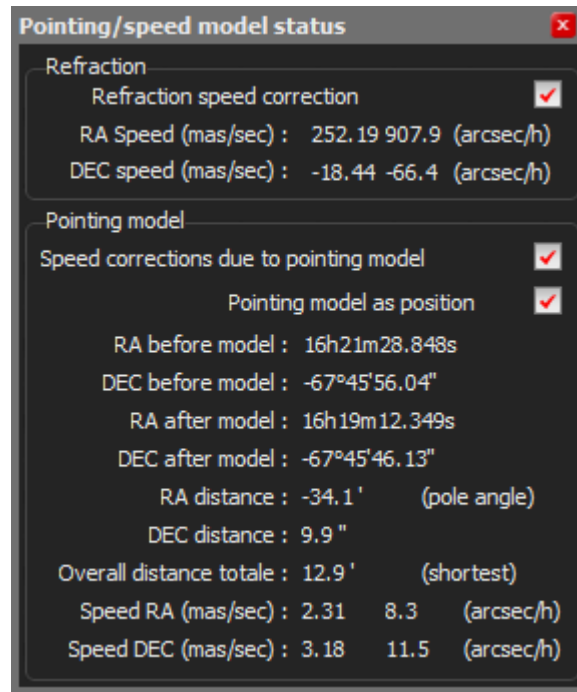 Pointing/speed model status
Refraction
Refraction speed correction
RA Speed (mas/sec) : 252.19 907.9 (arcsec/h)
DEC speed (mas/sec) : -18.44 -66.4 (arcsec/h)
Pointing model
Speed corrections due to pointing model
Pointing model as position
RA before model : 16h21m28.848s
DEC before model : -67°45'56.04"
RA after model : 16h19m12.349s
DEC after model : -67°45'46.13"
RA distance : -34.1 ' (pole angle)
DEC distance : 9.9 "
Overall distance totale : 12.9 ' (shortest)
Speed RA (mas/sec) : 2.31 8.3 (arcsec/h)
Speed DEC (mas/sec) : 3.18 11.5 (arcsec/h)